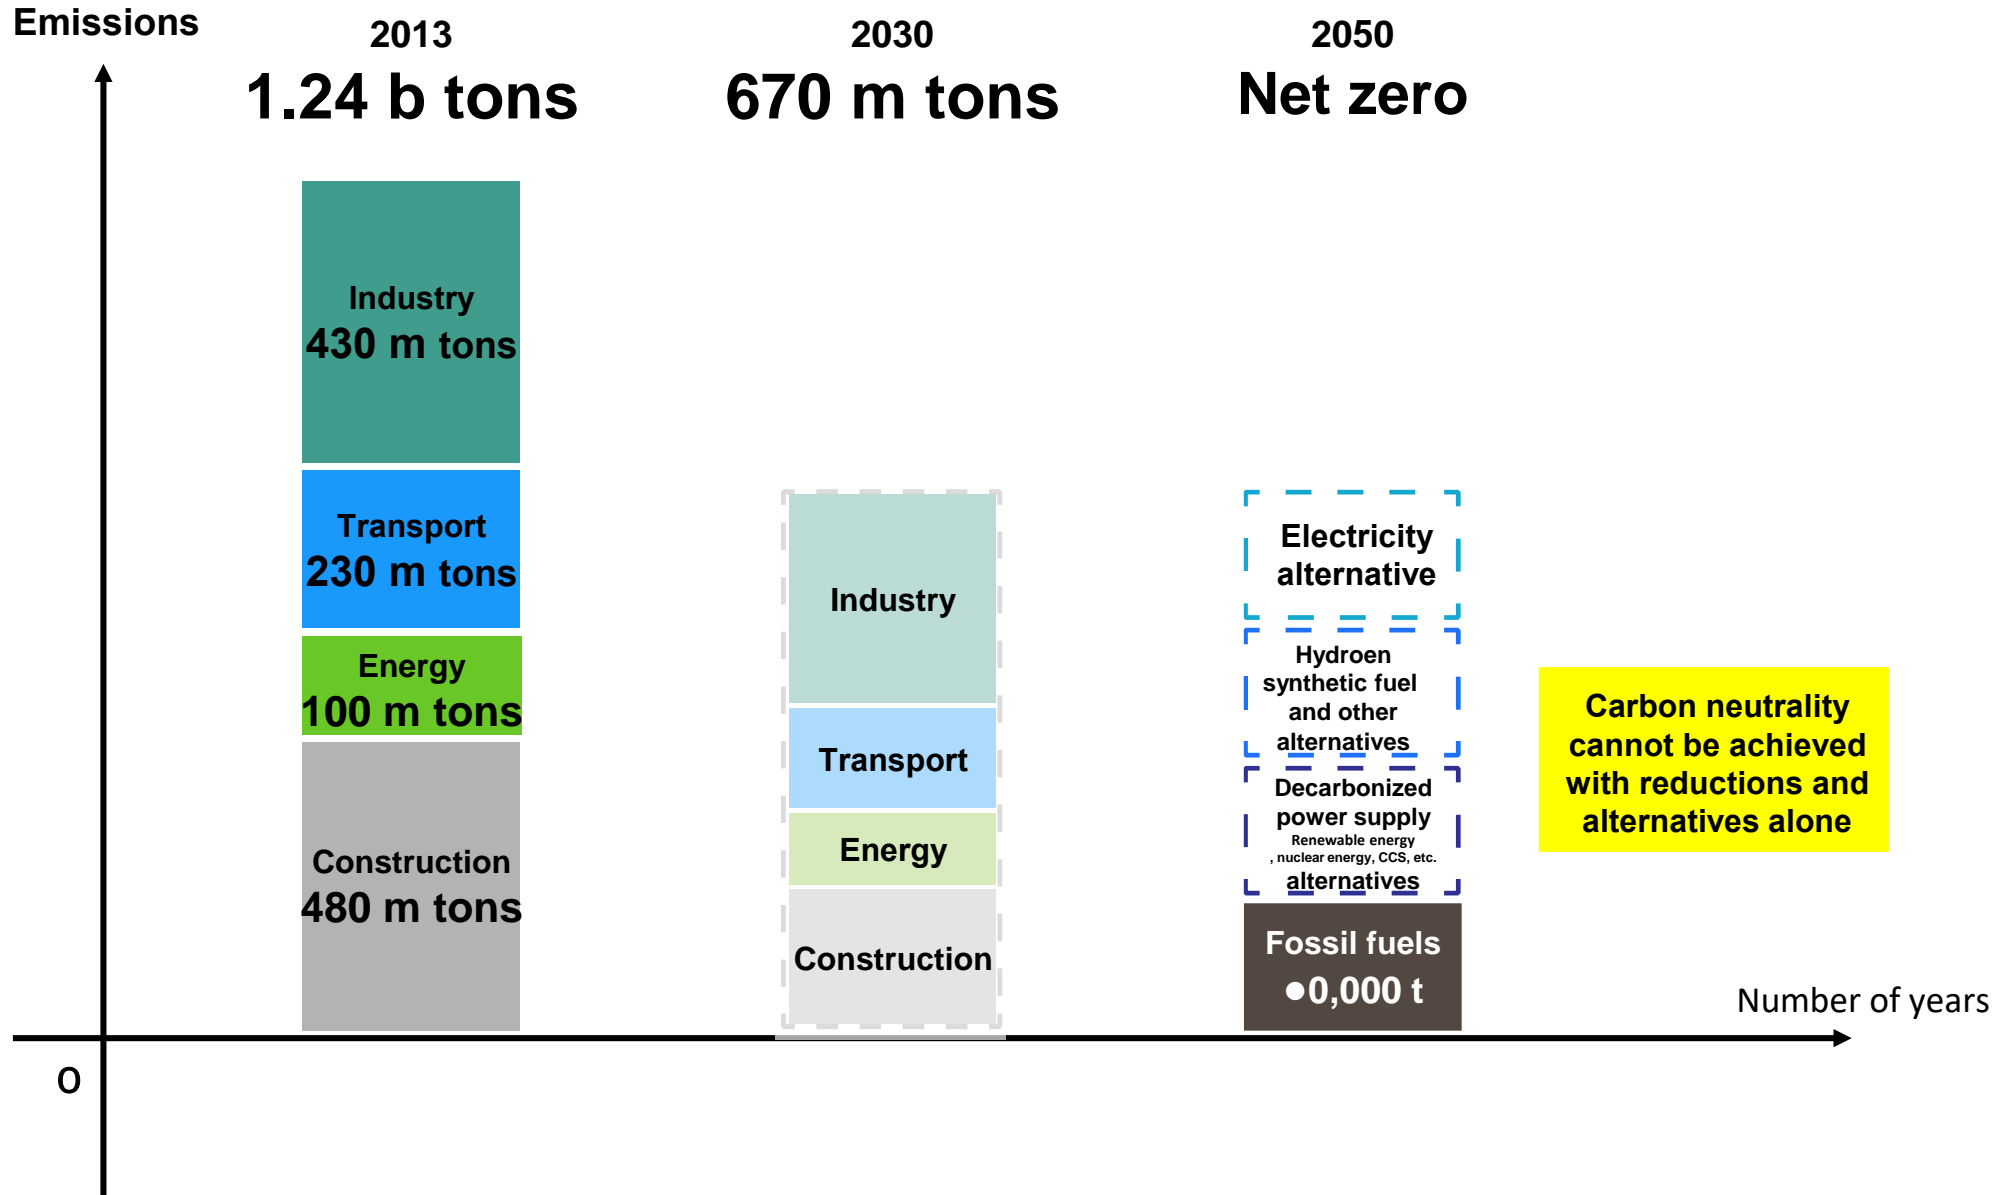 Emissions
2013
1.24 b tons
2030
670 m tons
2050
Net zero
Industry
430 m tons
Transport
230 m tons
Energy
100 m tons
Construction
480 m tons
Industry
Transport
Energy
Construction
Electricity
alternative
Hydroen
synthetic fuel
and other
alternatives
Decarbonized
power supply
Renewable energy
, nuclear energy, CCS, etc.
alternatives
Fossil fuels
●0,000 t
Carbon neutrality
cannot be achieved
with reductions and
alternatives alone
Number of years
O